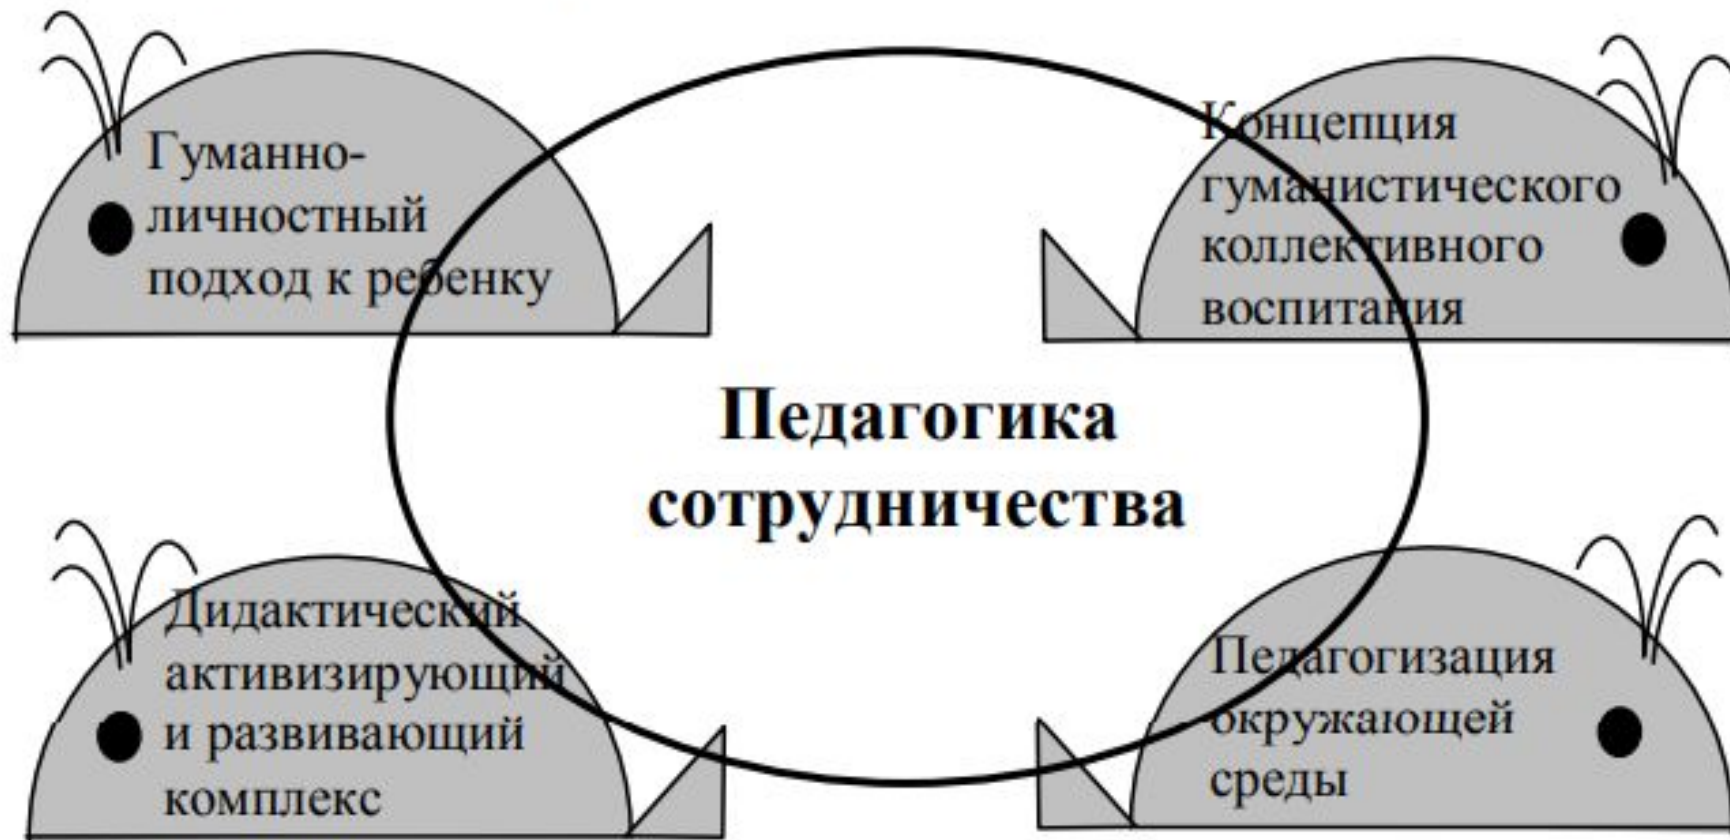 Гуманно-
личностный
подход к ребенку
Концепция
гуманистического
коллективного
воспитания
Педагогика
сотрудничества
Дидактический
активизирующий
и развивающий
комплекс
Педагогизация
окружающей
среды